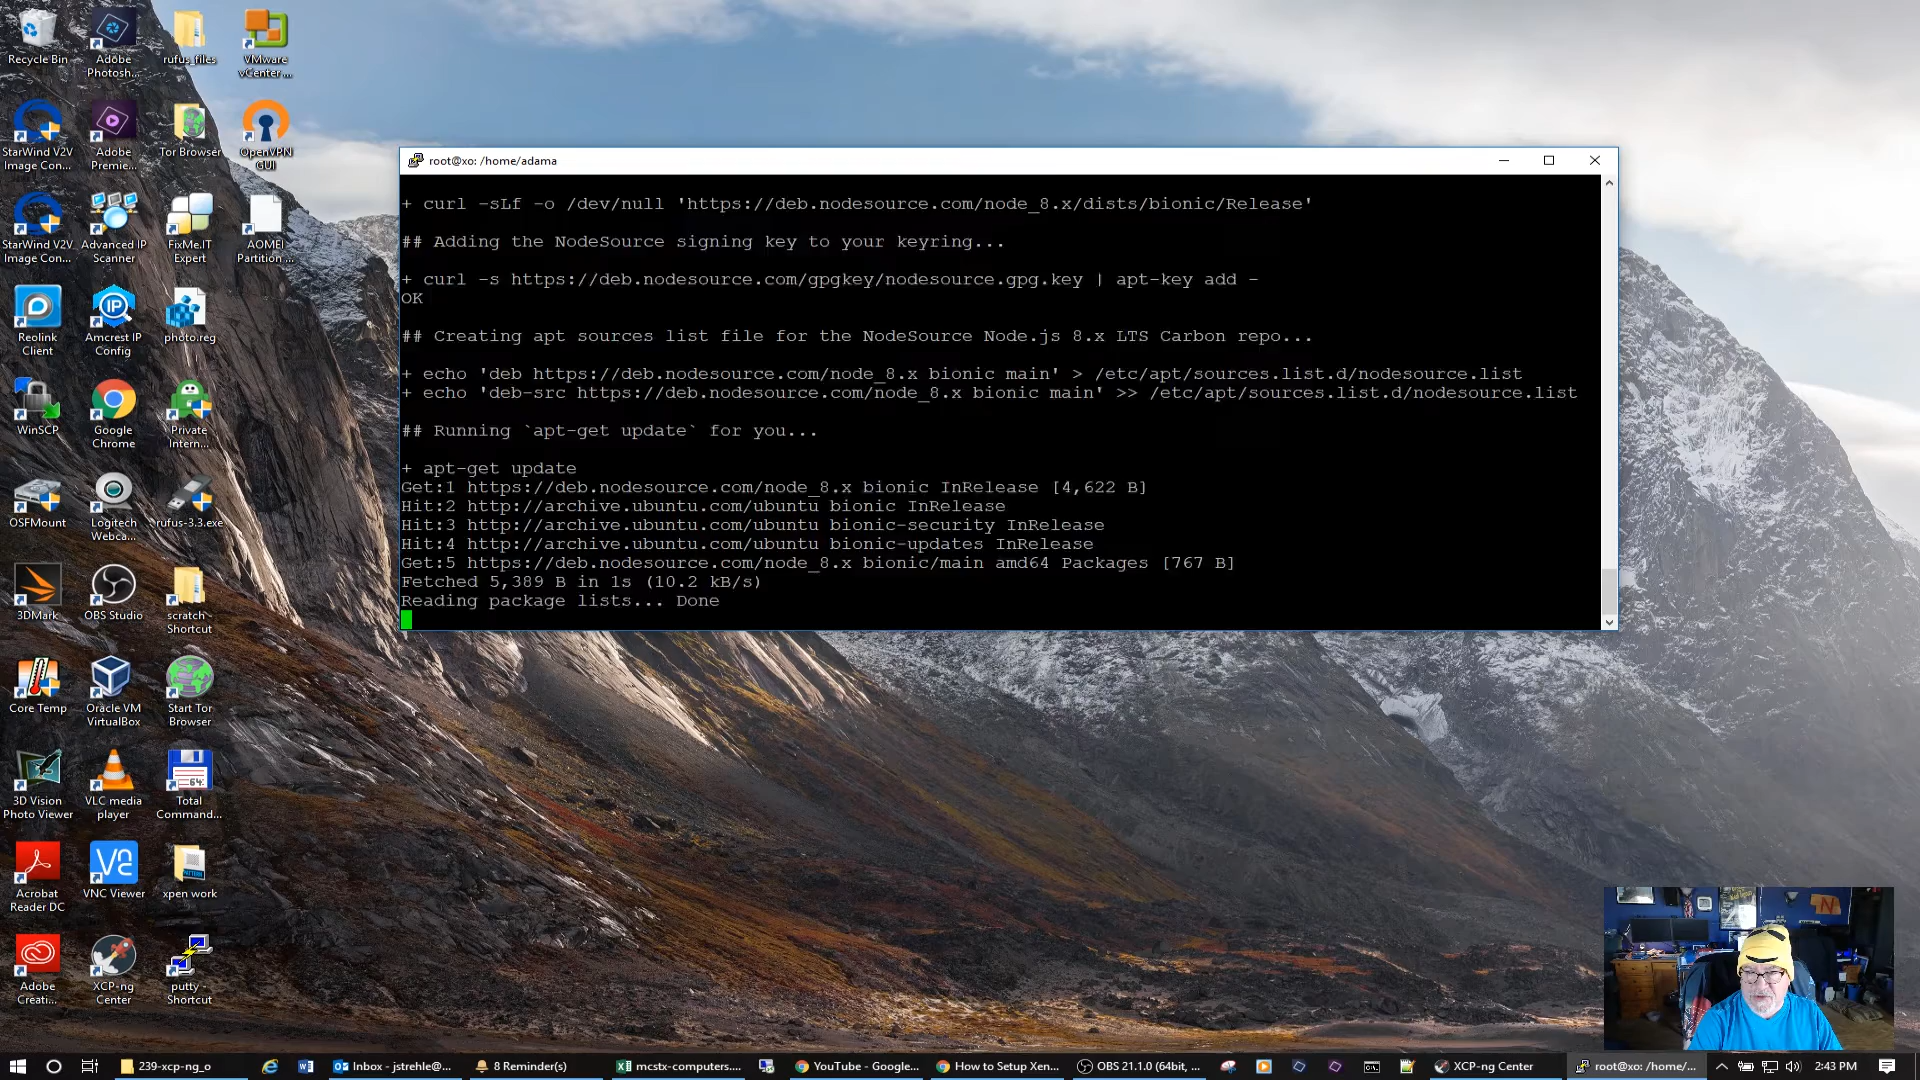 Recycle Bin
Adobe
Photosh...
rufus_files
VMware
vCenter ...
StarWind V2V
Image Con...
Adobe
Premie...
Tor Browser
OpenVPN
GUI
StarWind V2V
Image Con...
Advanced IP
Scanner
FixMe.IT
Expert
AOMEI
Partition ...
Reolink
Client
Amcrest IP
Config
photo.reg
WinSCP
Google
Chrome
Private
Intern...
OSFMount
Logitech
Webca...
rufus-3.3.exe
3DMark
OBS Studio
scratch -
Shortcut
Core Temp
Oracle VM
VirtualBox
Start Tor
Browser
3D Vision
Photo Viewer
VLC media
player
Total
Command...
Acrobat
Reader DC
VNC Viewer
xpen work
Adobe
Creati...
XCP-ng
Center
putty -
Shortcut
root@xo: /home/adama
+ curl -sLf -o /dev/null 'https://deb.nodesource.com/node_8.x/dists/bionic/Release'
## Adding the NodeSource signing key to your keyring...
+ curl -s https://deb.nodesource.com/gpgkey/nodesource.gpg.key | apt-key add -
OK
## Creating apt sources list file for the NodeSource Node.js 8.x LTS Carbon repo...
+ echo 'deb https://deb.nodesource.com/node_8.x bionic main' > /etc/apt/sources.list.d/nodesource.list
+ echo 'deb-src https://deb.nodesource.com/node_8.x bionic main' >> /etc/apt/sources.list.d/nodesource.list
## Running `apt-get update` for you...
+ apt-get update
Get:1 https://deb.nodesource.com/node_8.x bionic InRelease [4,622 B]
Hit:2 http://archive.ubuntu.com/ubuntu bionic InRelease
Hit:3 http://archive.ubuntu.com/ubuntu bionic-security InRelease
Hit:4 http://archive.ubuntu.com/ubuntu bionic-updates InRelease
Get:5 https://deb.nodesource.com/node_8.x bionic/main amd64 Packages [767 B]
Fetched 5,389 B in 1s (10.2 kB/s)
Reading package lists... Done
239-xcp-ng_o
Inbox - jstrehle@...
8 Reminder(s)
mcstx-computers....
YouTube - Google...
How to Setup Xen...
OBS 21.1.0 (64bit, ...
XCP-ng Center
root@xo: /home/...
2:43 PM